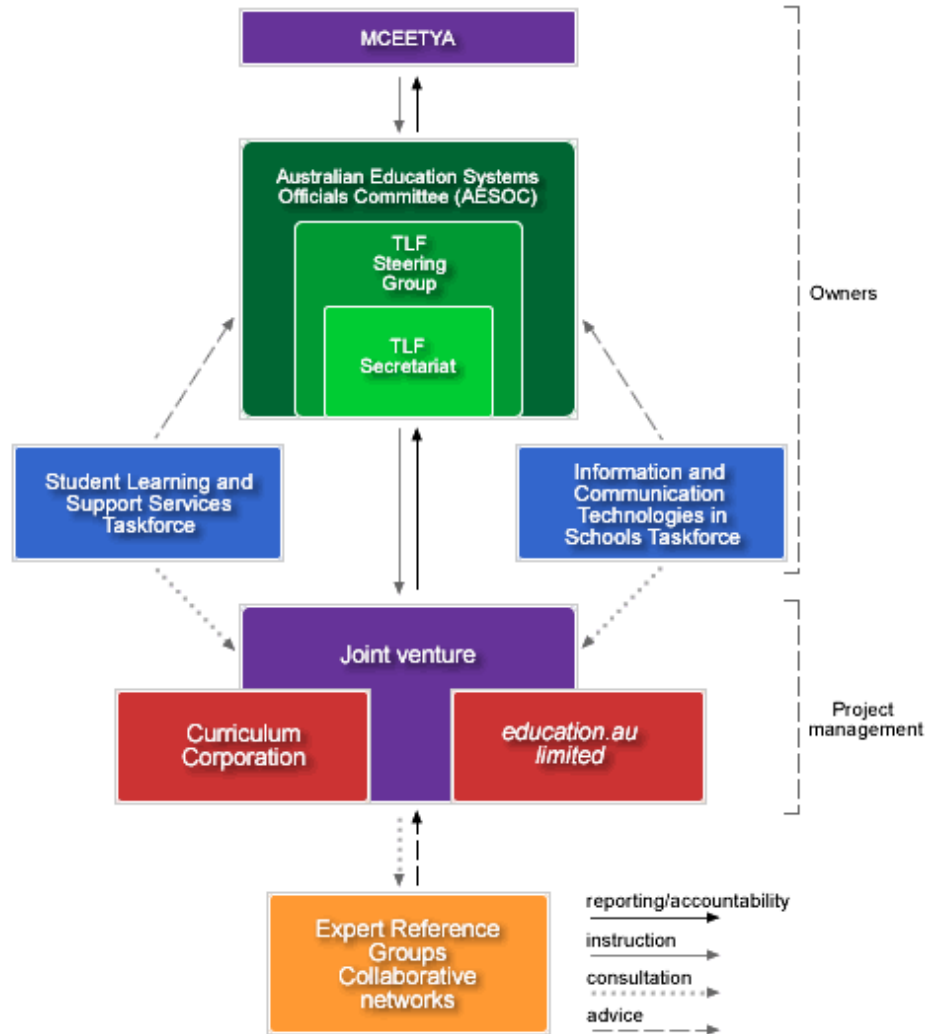 MCEETYA
Australian Education Systems
Officials Committee (AESOC)
TLF
Steering
Group
TLF
Secretariat
Owners
Student Learning and
Support Services
Taskforce
Information and
Communication
Technologies in
Schools Taskforce
Joint venture
Curriculum
Corporation
education.au
limited
Project
management
Expert Reference
Groups
Collaborative
networks
reporting/accountability
instruction
consultation
advice